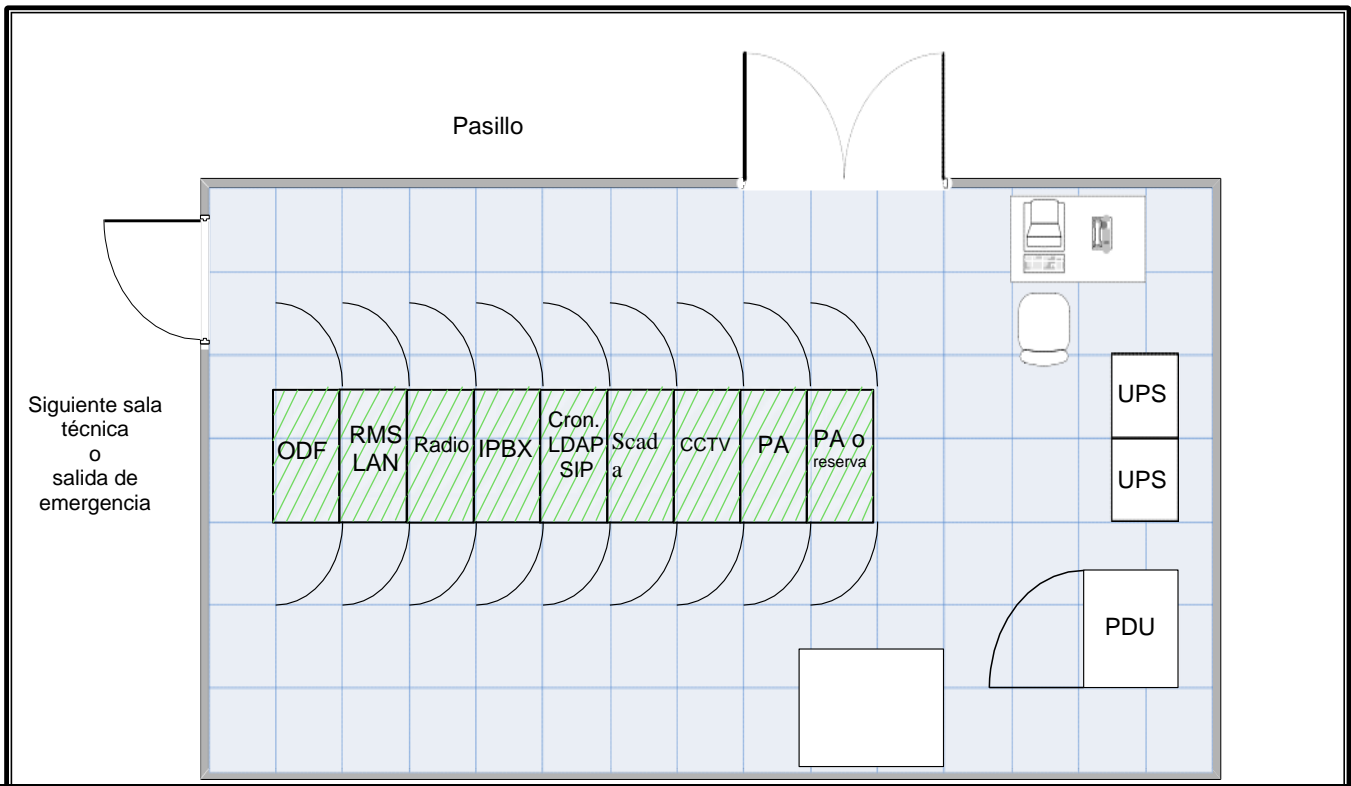 Pasillo
Siguiente sala
técnica
o
salida de
emergencia
ODF
RMS
LAN
Radio
IPBX
Cron.
LDAP
SIP
Scad
a
CCTV
PA
PA o
reserva
UPS
UPS
PDU